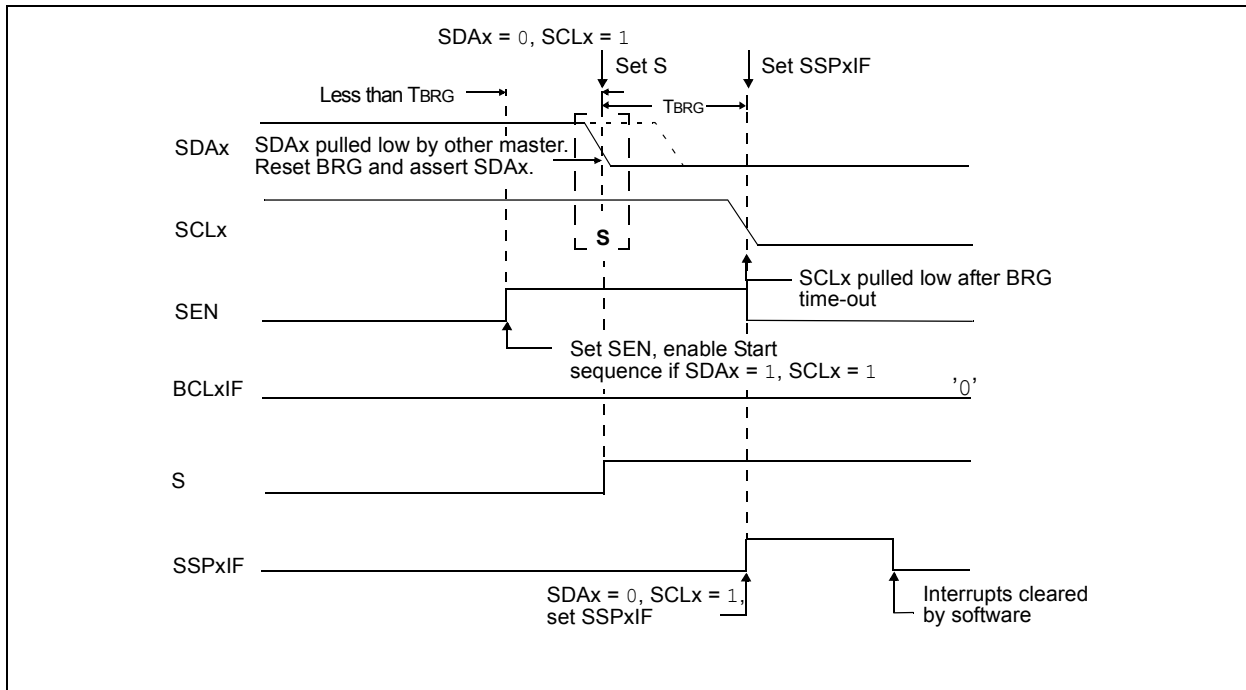 SDAx = 0, SCLx = 1
Set S
Set SSPxIF
Less than TBRG
TBRG
SDAx
SDAx pulled low by other master.
Reset BRG and assert SDAx.
SCLx
S
SCLx pulled low after BRG
time-out
SEN
Set SEN, enable Start
sequence if SDAx = 1, SCLx = 1
BCLxIF
'0'
S
SSPxIF
SDAx = 0, SCLx = 1,
set SSPxIF
Interrupts cleared
by software